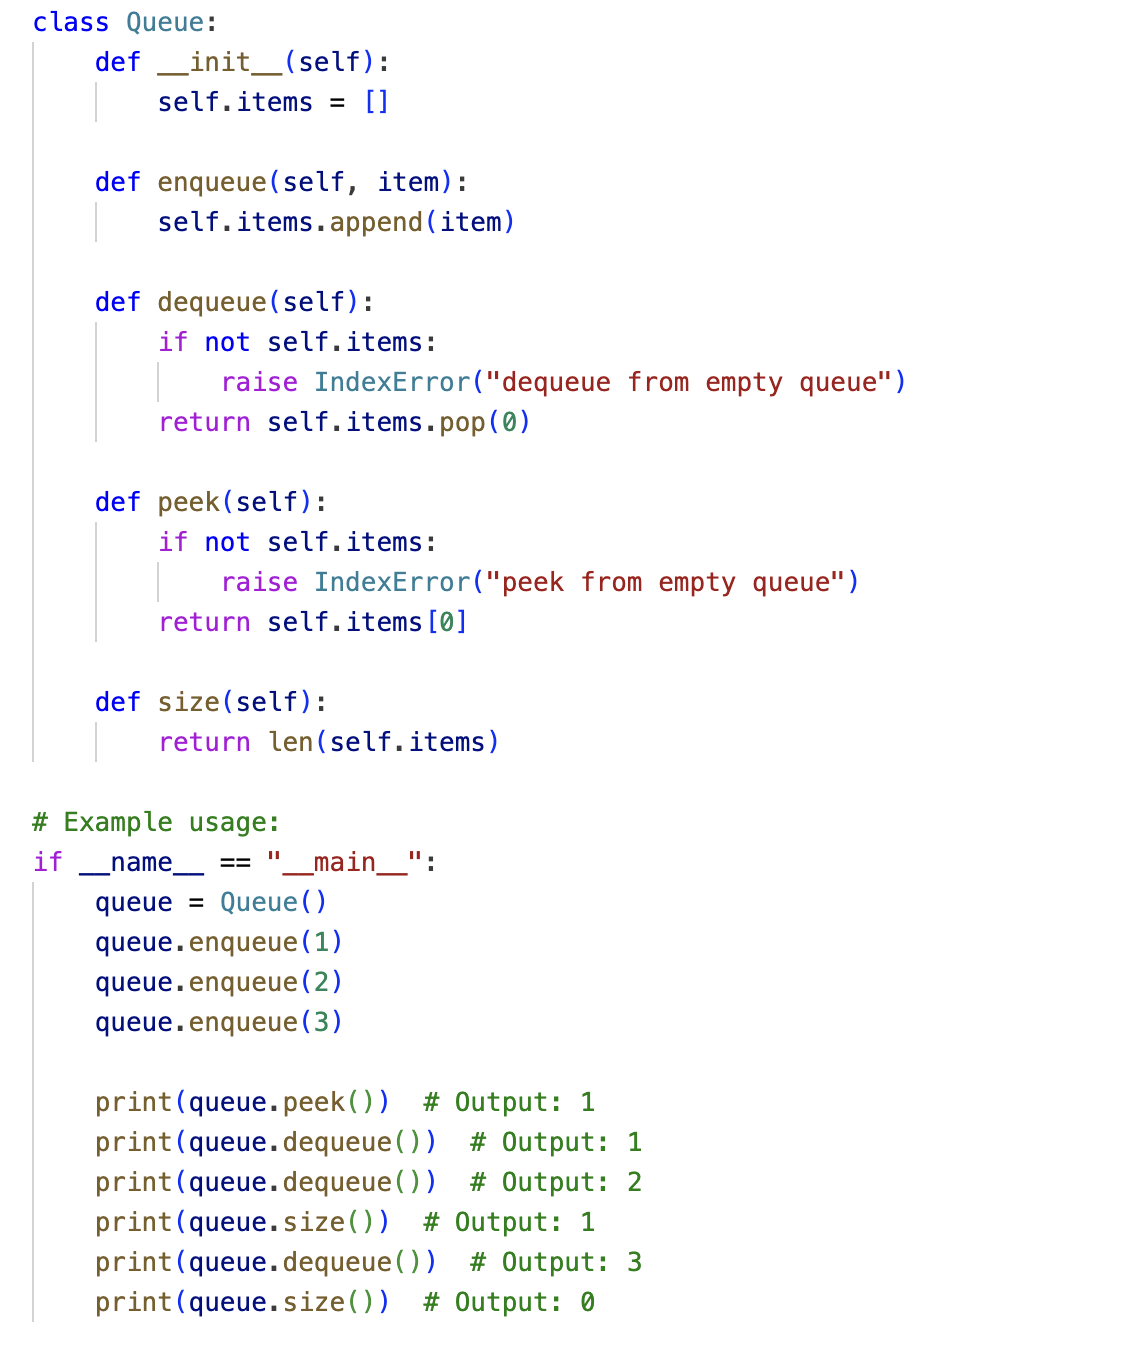 class Queue:
    def __init__(self):
        self.items = []

    def enqueue(self, item):
        self.items.append(item)

    def dequeue(self):
        if not self.items:
            raise IndexError("dequeue from empty queue")
        return self.items.pop(0)

    def peek(self):
        if not self.items:
            raise IndexError("peek from empty queue")
        return self.items[0]

    def size(self):
        return len(self.items)

# Example usage:
if __name__ == "__main__":
    queue = Queue()
    queue.enqueue(1)
    queue.enqueue(2)
    queue.enqueue(3)

    print(queue.peek())  # Output: 1
    print(queue.dequeue())  # Output: 1
    print(queue.dequeue())  # Output: 2
    print(queue.size())  # Output: 1
    print(queue.dequeue())  # Output: 3
    print(queue.size())  # Output: 0